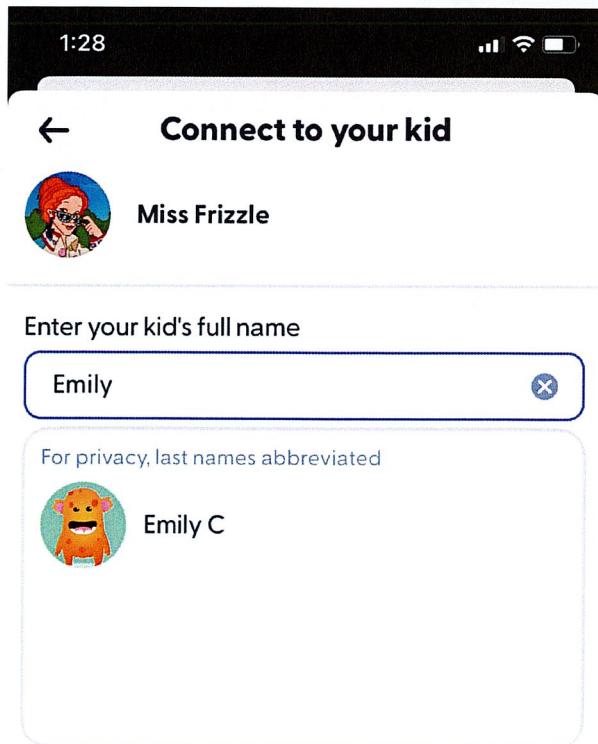 1:28
Connect to your kid
Miss Frizzle
Enter your kid's full name
Emily
For privacy, last names abbreviated
Emily C